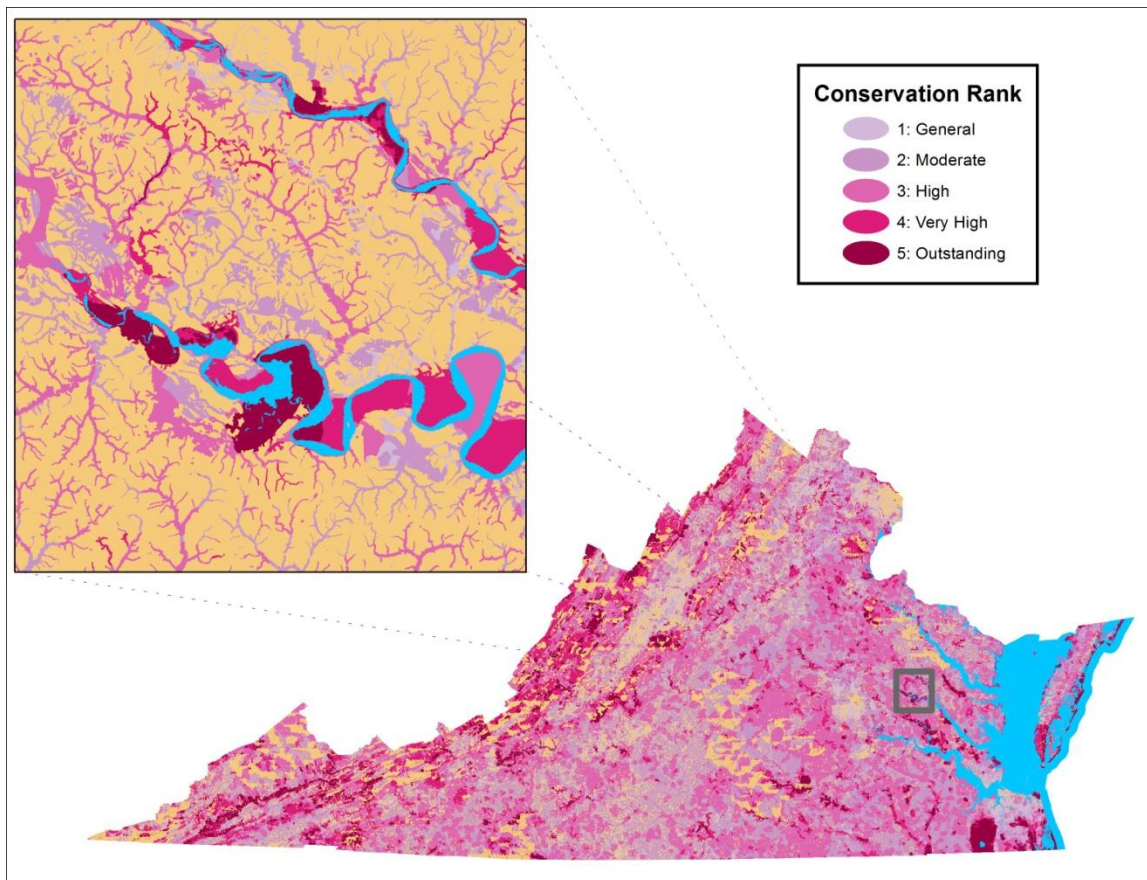 Conservation Rank
1: General
2: Moderate
3: High
4: Very High
5: Outstanding